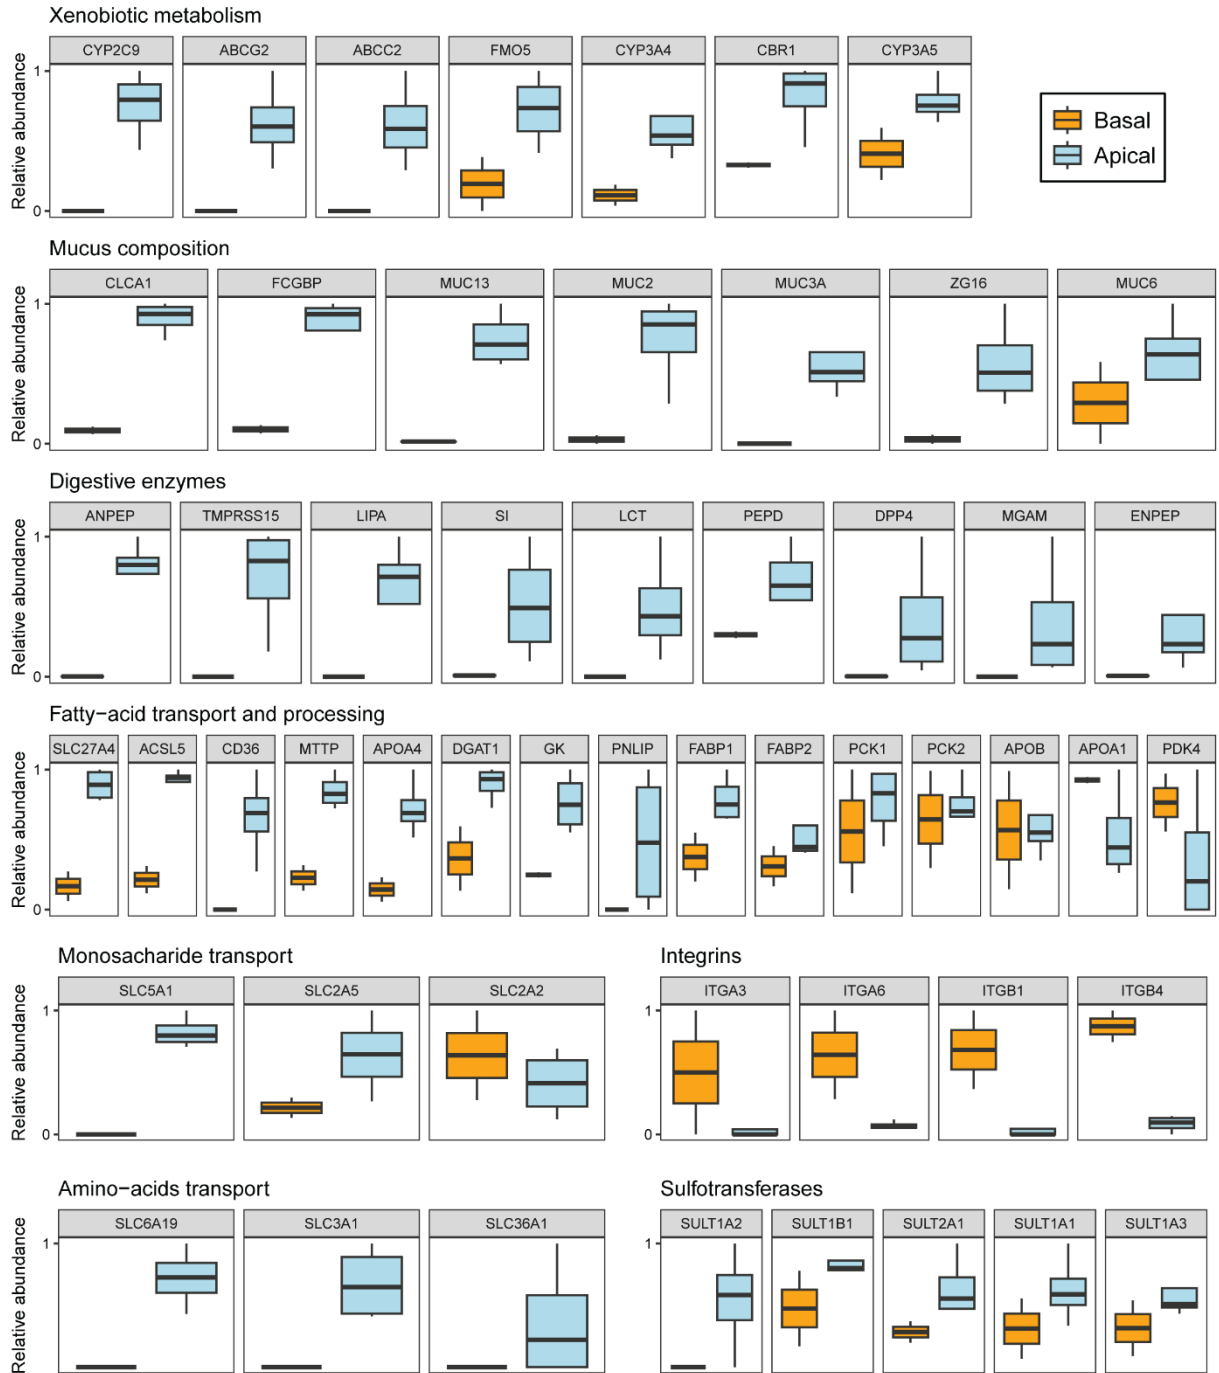 Xenobiotic metabolism
CYP2C9 ABCG2 ABCC2 FMO5 CYP3A4 CBR1 CYP3A5
Relative abundance
1
0
Basal
Apical
Mucus composition
CLCA1 FCGBP MUC13 MUC2 MUC3A ZG16 MUC6
Relative abundance
1
0
Digestive enzymes
ANPEP TMPRSS15 LIPA SI LCT PEPD DPP4 MGAM ENPEP
Relative abundance
1
0
Fatty−acid transport and processing
SLC27A4 ACSL5 CD36 MTTP APOA4 DGAT1 GK PNLIP FABP1 FABP2 PCK1 PCK2 APOB APOA1 PDK4
Relative abundance
1
0
Monosacharide transport
SLC5A1 SLC2A5 SLC2A2
Relative abundance
1
0
Integrins
ITGA3 ITGA6 ITGB1 ITGB4
Amino−acids transport
SLC6A19 SLC3A1 SLC36A1
Relative abundance
1
Sulfotransferases
SULT1A2 SULT1B1 SULT2A1 SULT1A1 SULT1A3
1